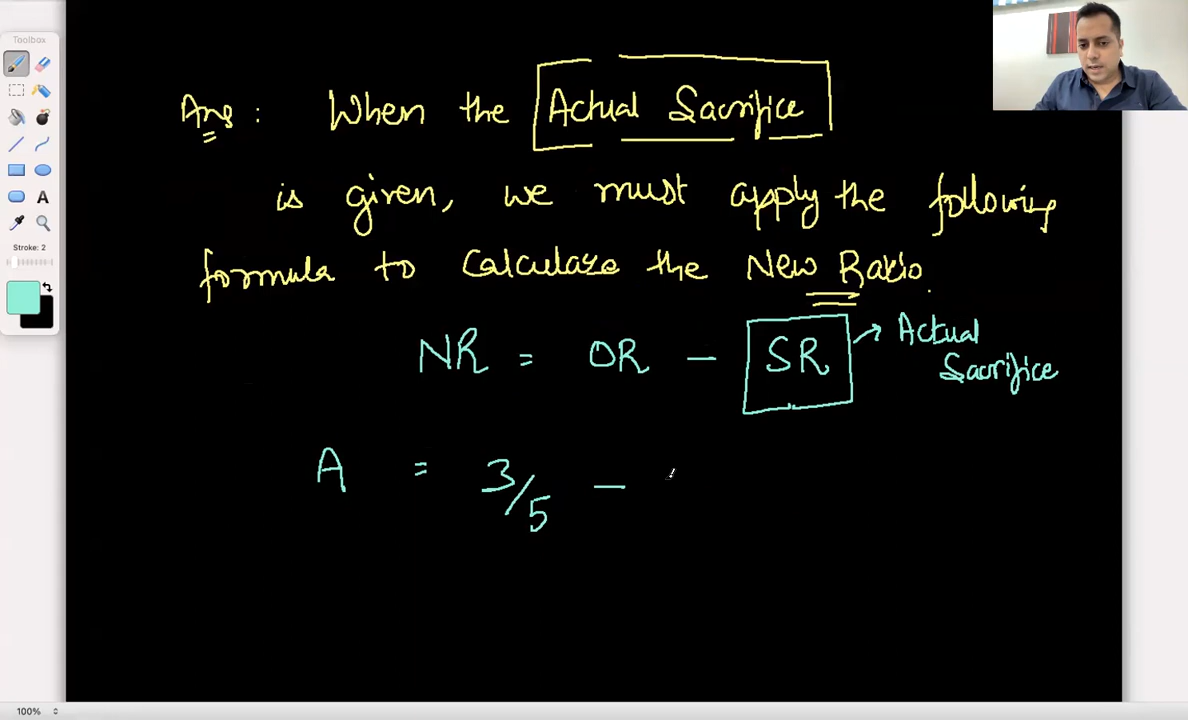 Toolbox
Ans : When the Actual Sacrifice
is given, we must apply the following
formula to Calculate the New Ratio.
NR = OR - SR → Actual
Sacrifice
A = 3/5 -
A
Stroke: 2
100%